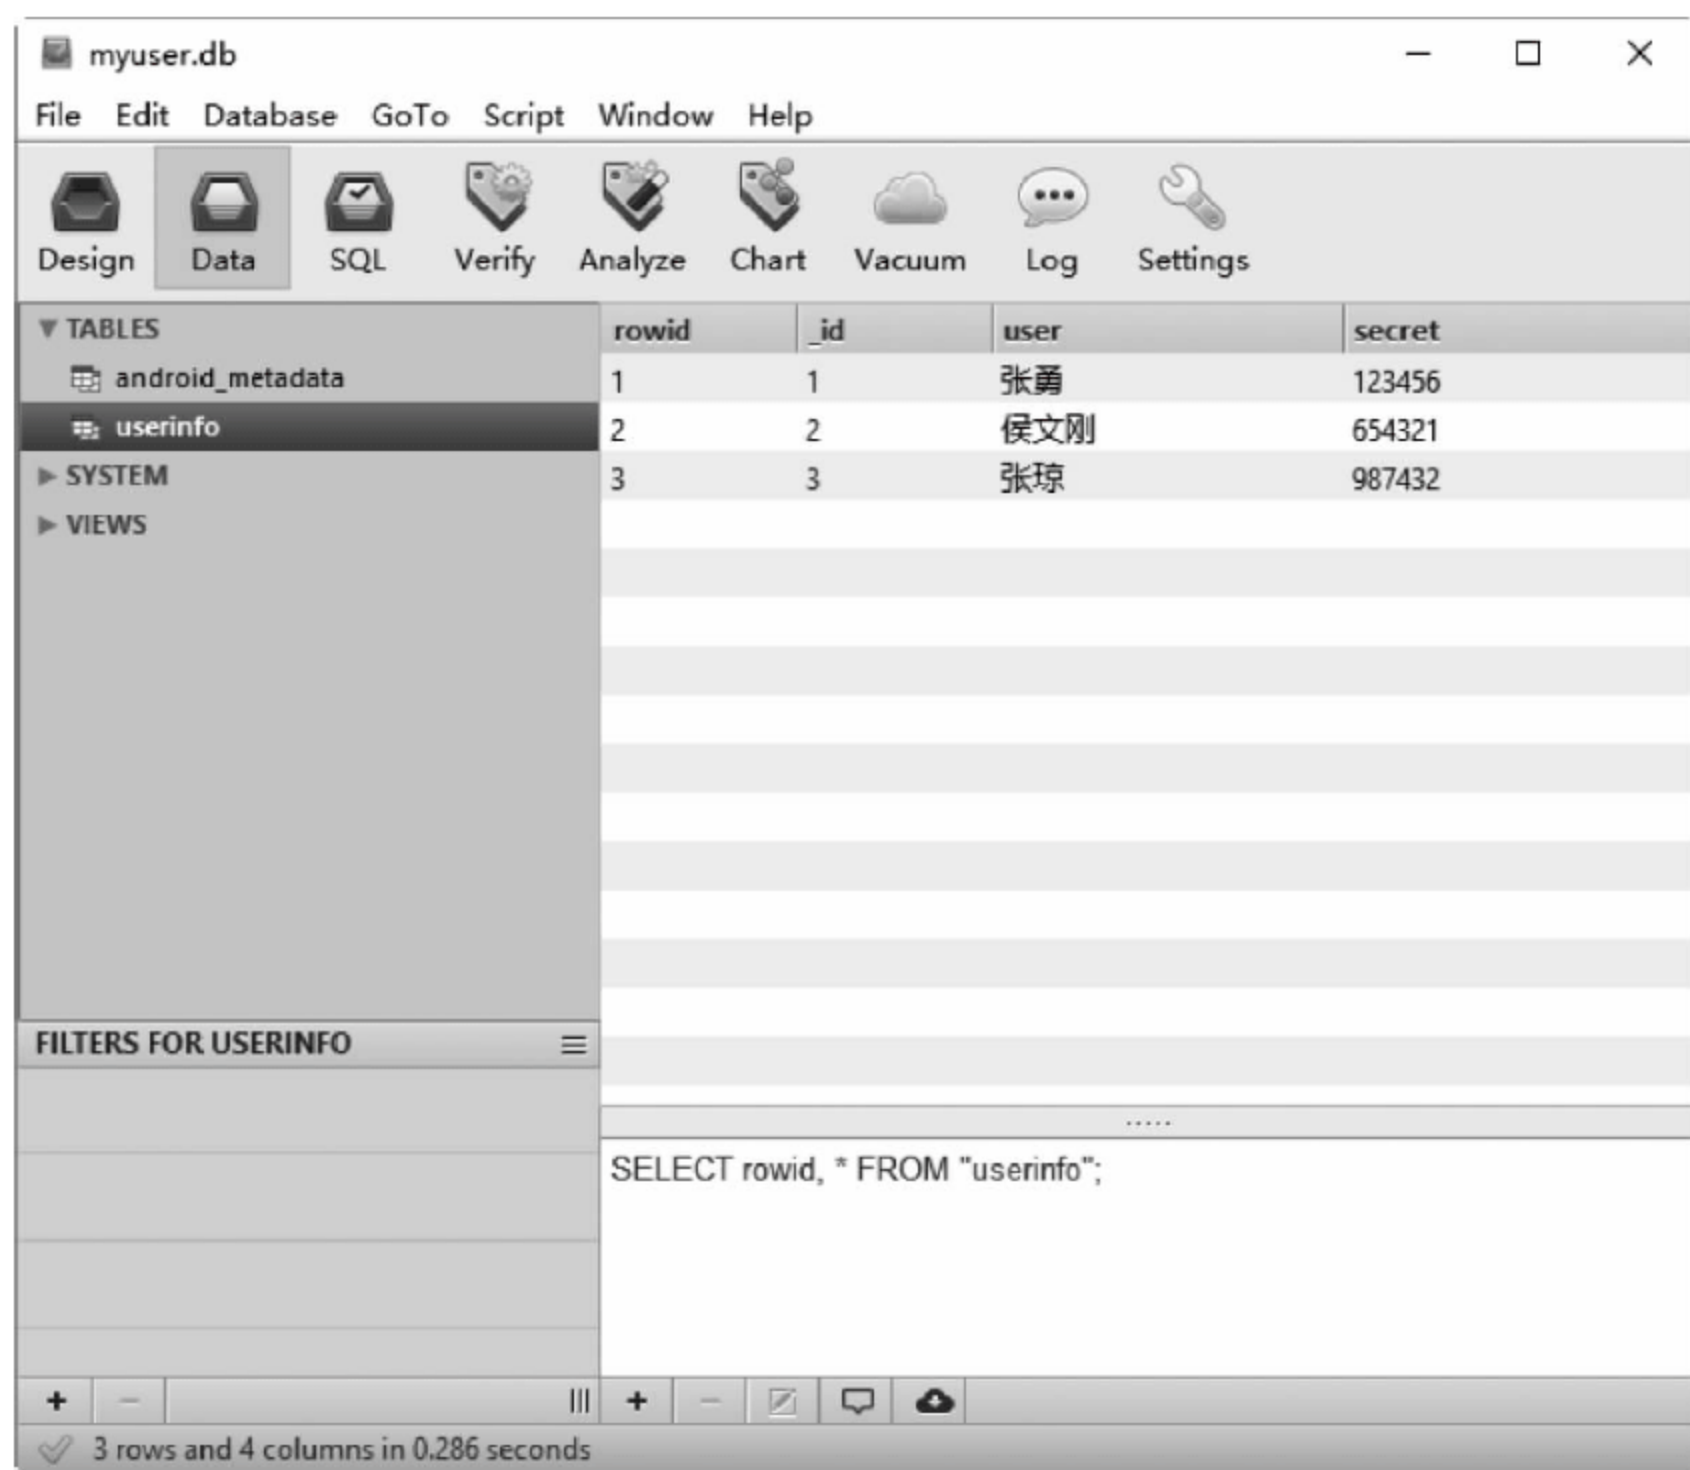 myuser.db
File Edit Database GoTo Script Window Help
Design Data SQL Verify Analyze Chart Vacuum Log Settings
TABLES
android_metadata
userinfo
SYSTEM
VIEWS
rowid _id user secret
1 1 张勇 123456
2 2 侯文刚 654321
3 3 张琼 987432
FILTERS FOR USERINFO
SELECT rowid, * FROM "userinfo";
3 rows and 4 columns in 0.286 seconds